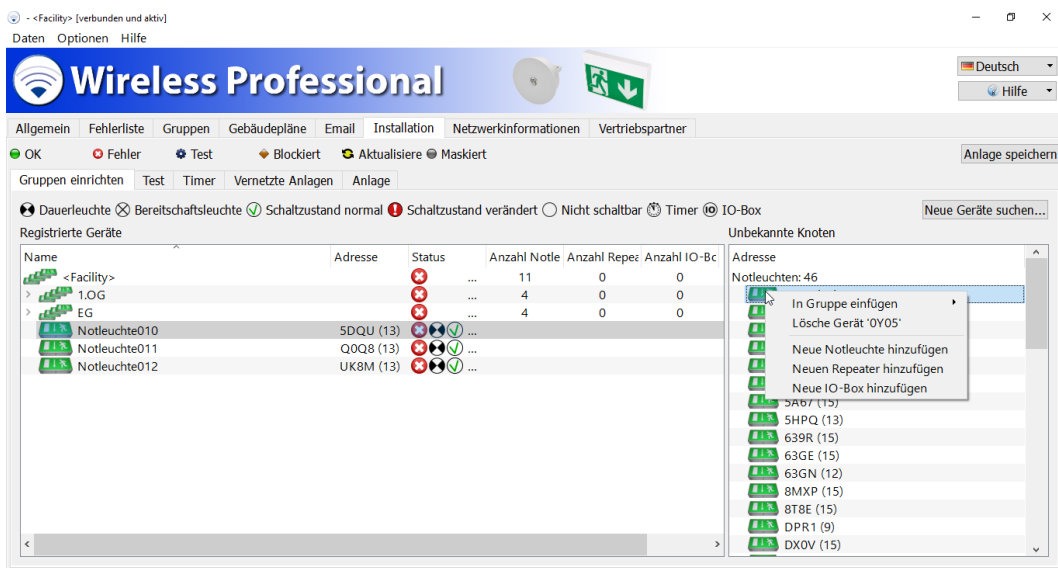 - <Facility> [verbunden und aktiv]
Daten Optionen Hilfe
Wireless Professional
Deutsch
Hilfe
Allgemein Fehlerliste Gruppen Gebäudepläne Email Installation Netzwerkinformationen Vertriebspartner
OK Fehler Test Blockiert Aktualisiere Maskiert Anlage speichern
Gruppen einrichten Test Timer Vernetzte Anlagen Anlage
Dauerleuchte Bereitschaftsleuchte Schaltzustand normal Schaltzustand verändert Nicht schaltbar Timer IO IO-Box Neue Geräte suchen...
Registrierte Geräte Unbekannte Knoten
Name Adresse Status Anzahl Notle Anzahl Repea Anzahl IO-Bc Adresse
<Facility> ... 11 0 0 Notleuchten: 46
1.OG ... 4 0 0
EG ... 4 0 0
Notleuchte010 5DQU (13) ...
Notleuchte011 Q0Q8 (13) ...
Notleuchte012 UK8M (13) ...
In Gruppe einfügen
Lösche Gerät '0Y05'
Neue Notleuchte hinzufügen
Neuen Repeater hinzufügen
Neue IO-Box hinzufügen
5A67 (15)
5HPQ (13)
639R (15)
63GE (15)
63GN (12)
8MXP (15)
8T8E (15)
DPR1 (9)
DX0V (15)